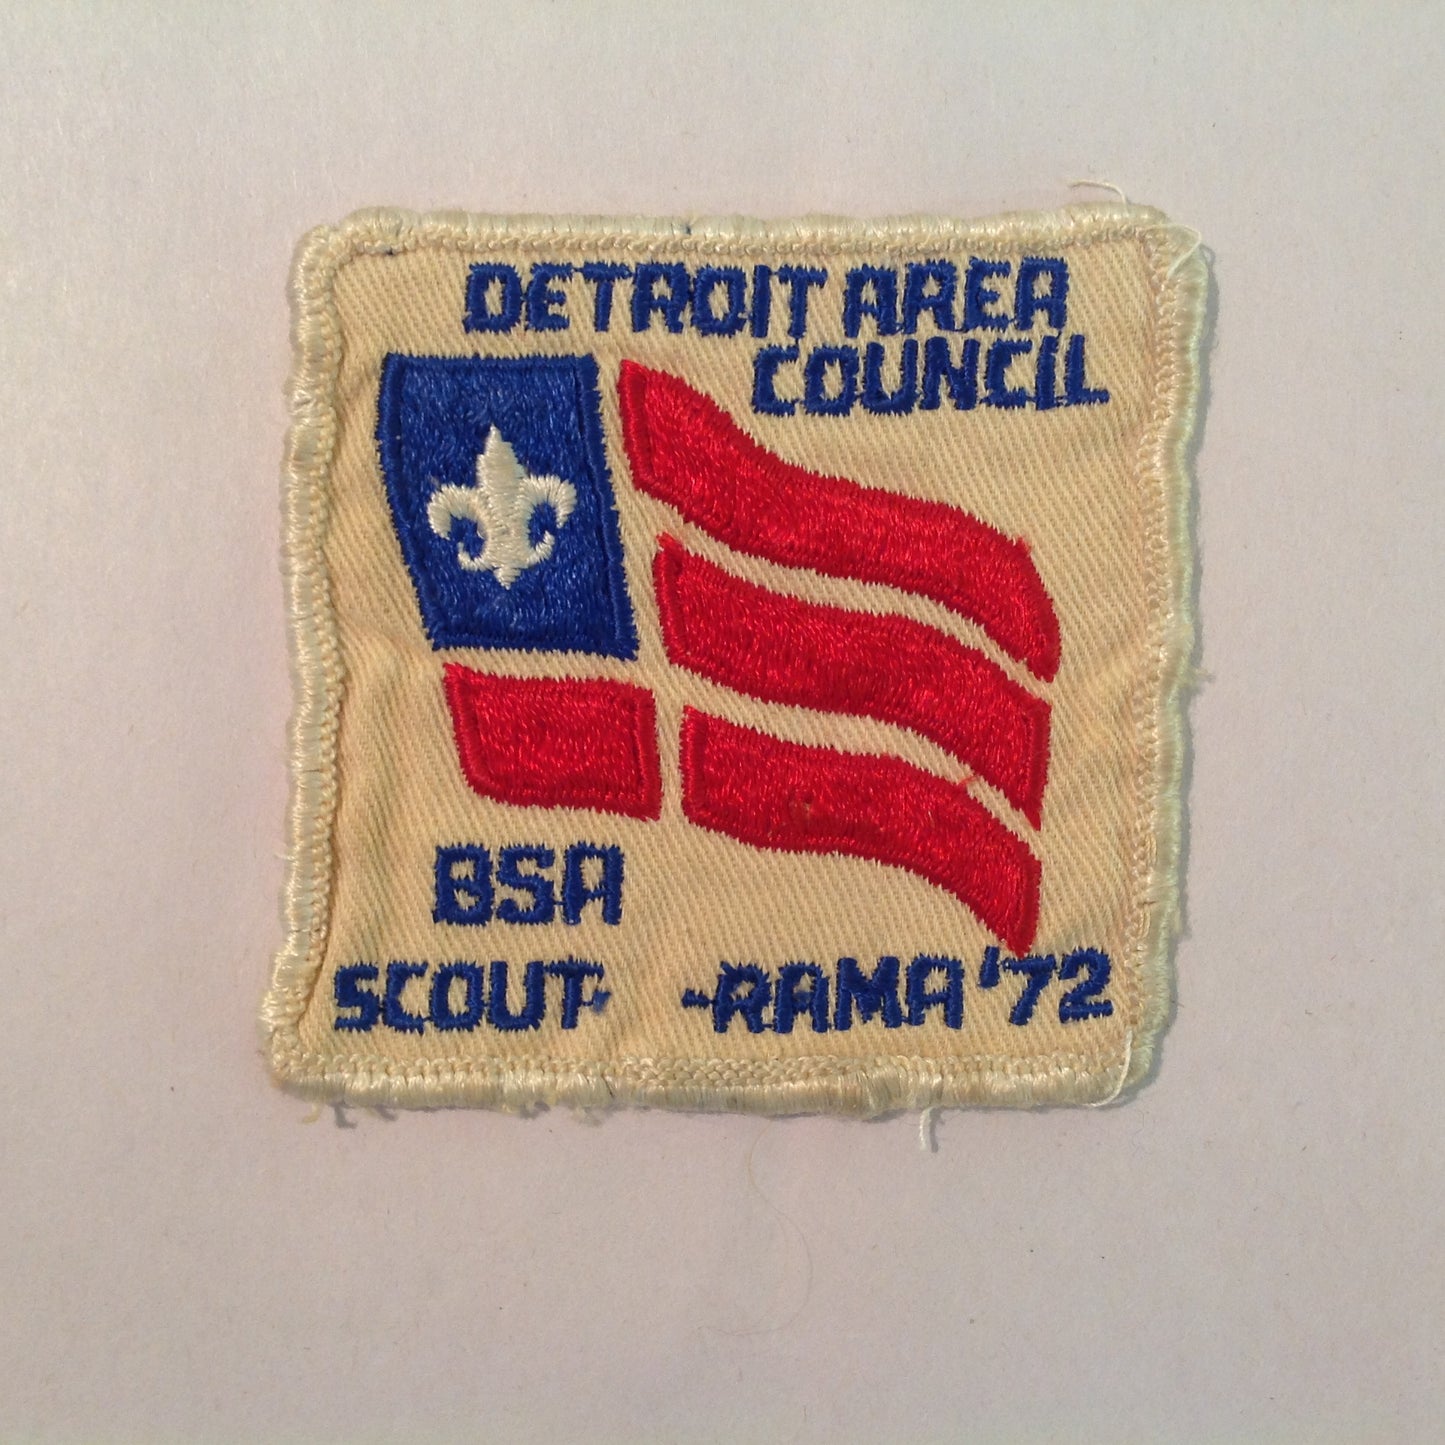 DETROIT AREA
COUNCIL
BSA
SCOUT- -RAMA '72